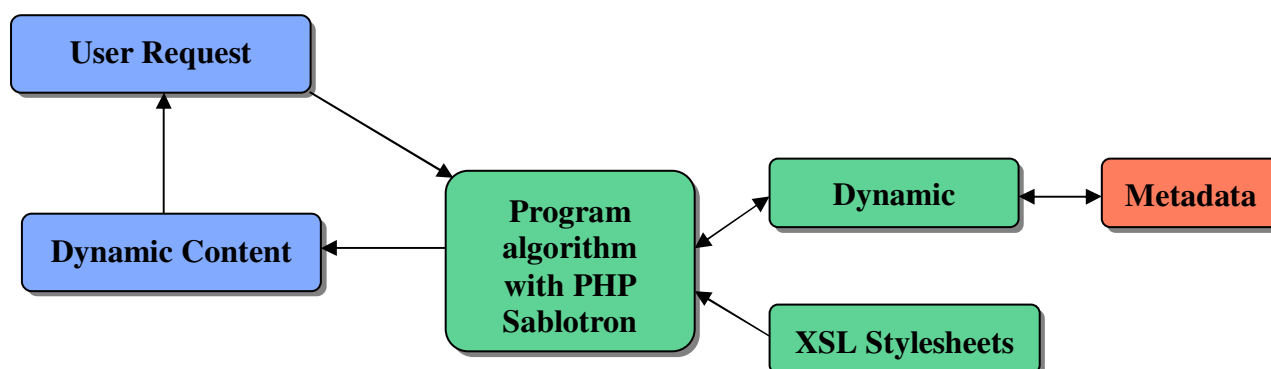 User Request
Dynamic Content
Program
algorithm
with PHP
Sablotron
Dynamic
Metadata
XSL Stylesheets